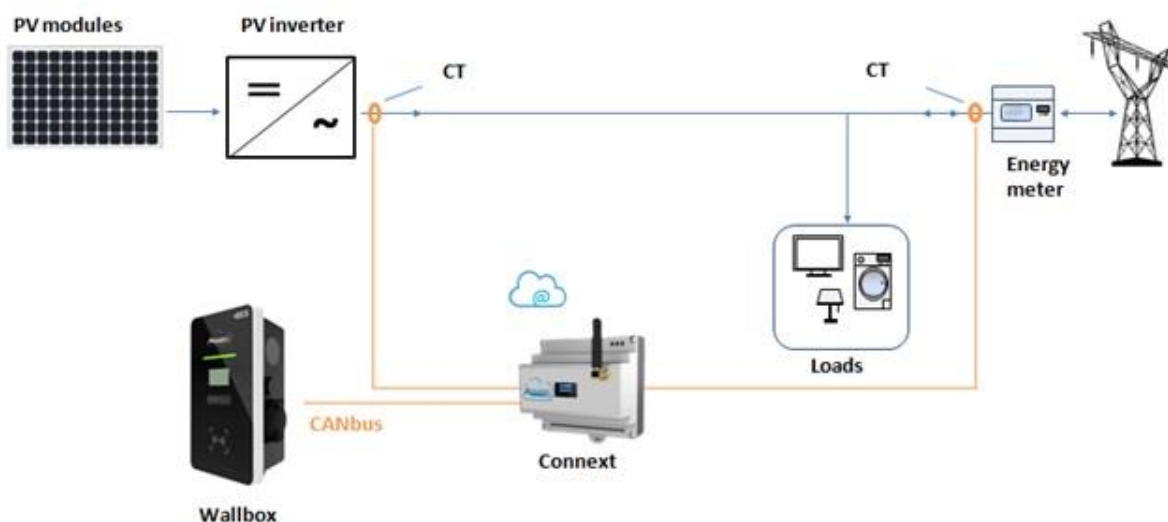 PV modules
PV inverter
CT
CT
Energy
meter
Loads
CANbus
Connext
Wallbox